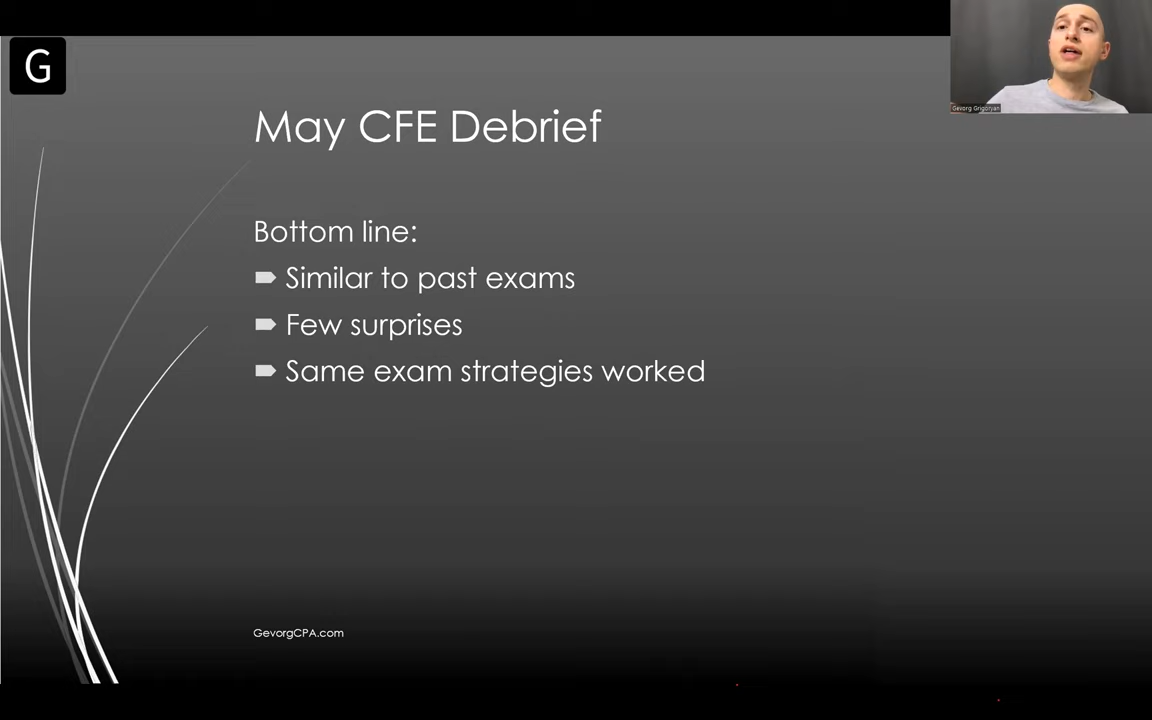 G
Gevorg Grigoryan
May CFE Debrief
Bottom line:
Similar to past exams
Few surprises
Same exam strategies worked
GevorgCPA.com